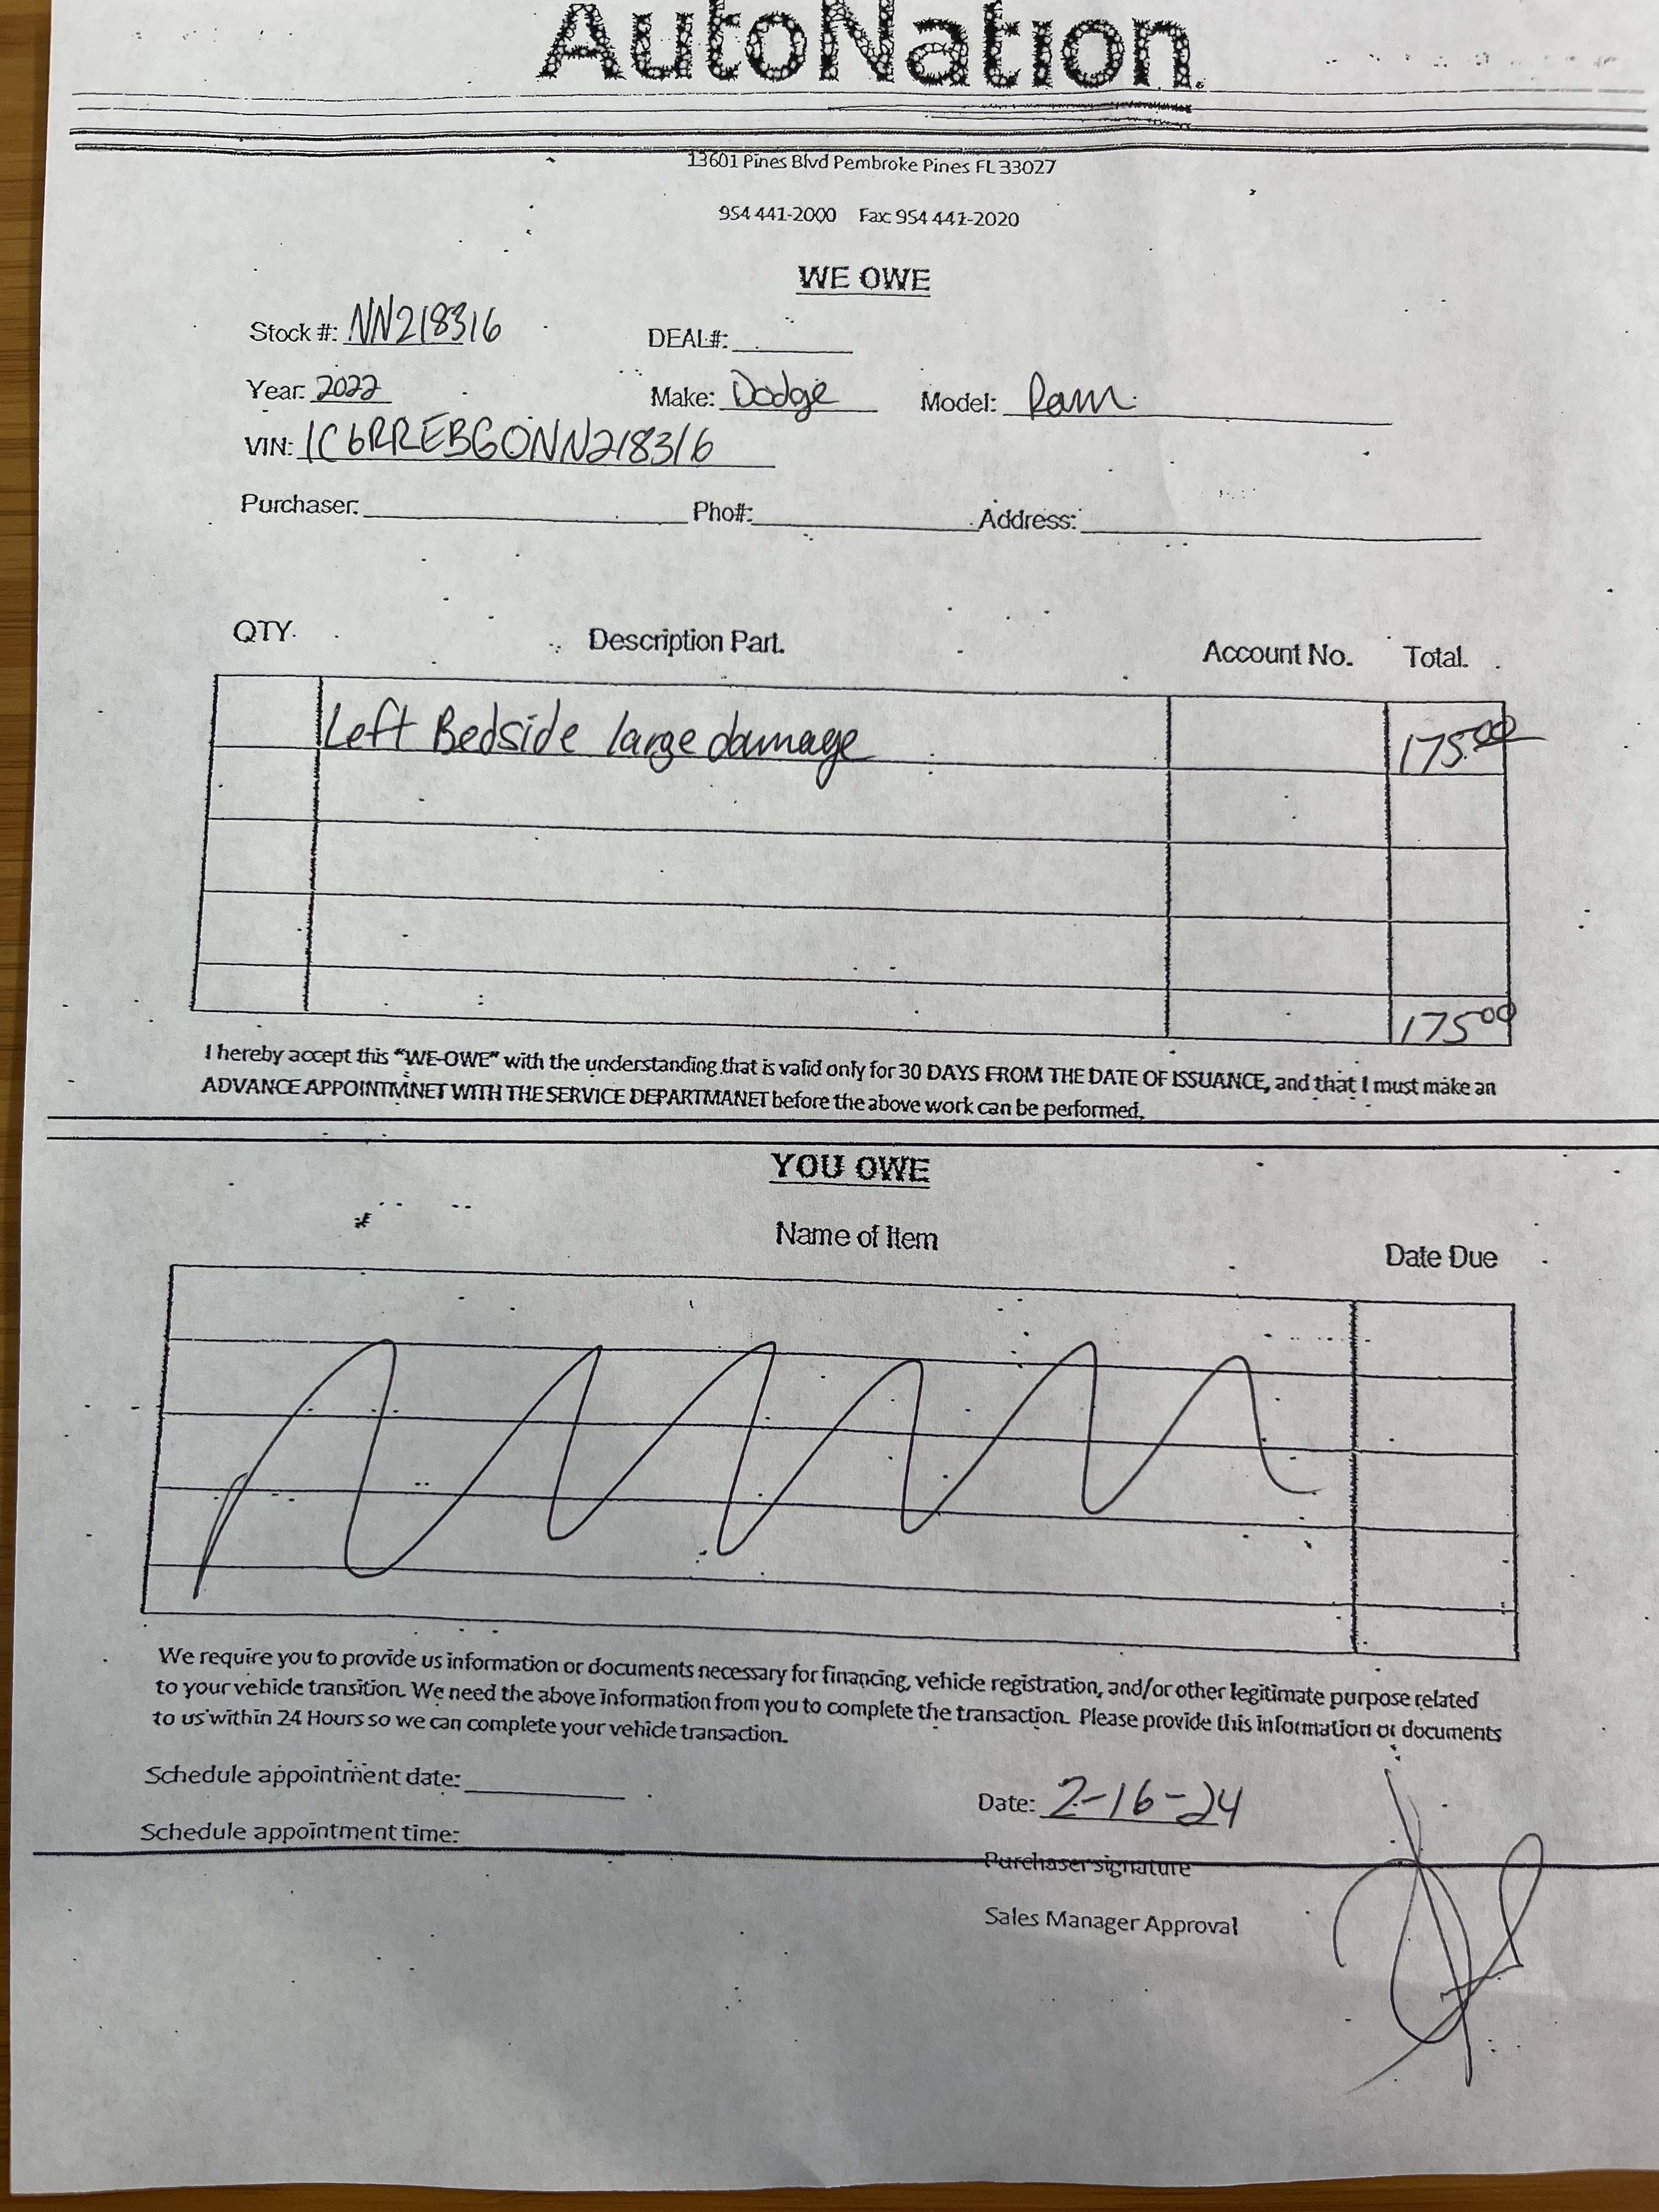 AutoNation
13601 Pines Blvd Pembroke Pines FL 33027
954 441-2000 Fax: 954 441-2020
WE OWE
Stock #: NN218316 DEAL#:
Year: 2022 Make: Dodge Model: Ram
VIN: 1C6RREBG0NN218316
Purchaser: Pho#: Address:
QTY. Description Part. Account No. Total.
Left Bedside large damage 175.00
175.00
I hereby accept this "WE-OWE" with the understanding that is valid only for 30 DAYS FROM THE DATE OF ISSUANCE, and that I must make an
ADVANCE APPOINTMNET WITH THE SERVICE DEPARTMANET before the above work can be performed.
YOU OWE
Name of Item Date Due
We require you to provide us information or documents necessary for financing, vehicle registration, and/or other legitimate purpose related
to your vehicle transition. We need the above information from you to complete the transaction. Please provide this information or documents
to us within 24 Hours so we can complete your vehicle transaction.
Schedule appointment date: Date: 2-16-24
Schedule appointment time:
Purchaser signature
Sales Manager Approval